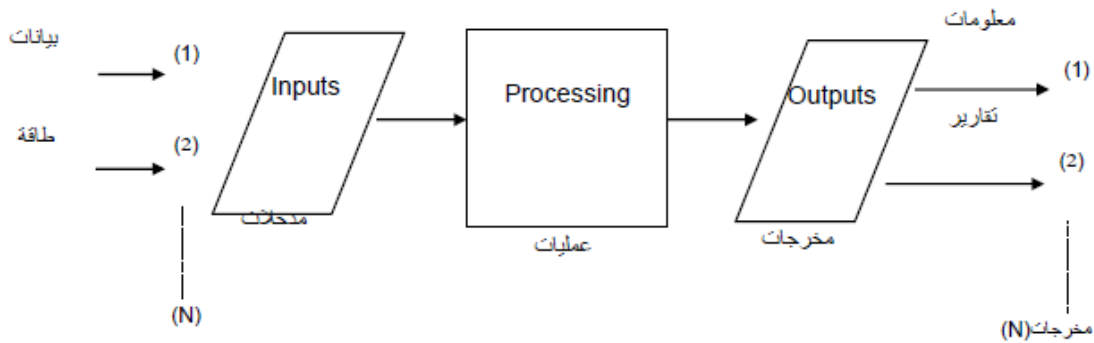 بيانات
(1)
طاقة
(2)
(N)
Inputs
مدخلات
Processing
عمليات
Outputs
مخرجات
معلومات
(1)
تقارير
(2)
مخرجات(N)